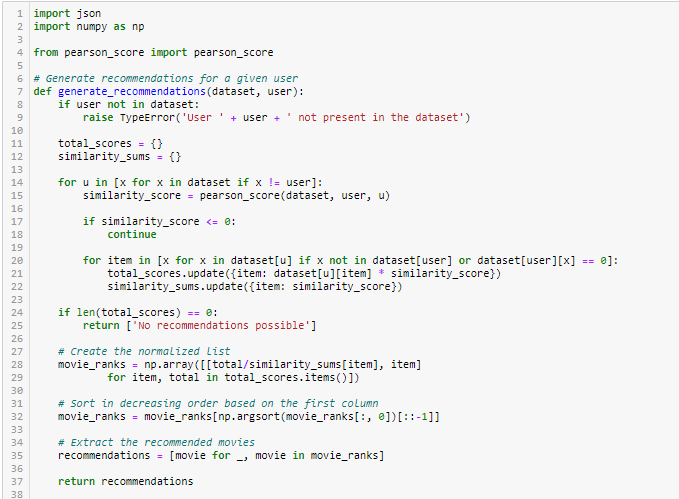 1 import json
2 import numpy as np
3
4 from pearson_score import pearson_score
5
6 # Generate recommendations for a given user
7 def generate_recommendations(dataset, user):
8     if user not in dataset:
9         raise TypeError('User ' + user + ' not present in the dataset')
10
11     total_scores = {}
12     similarity_sums = {}
13
14     for u in [x for x in dataset if x != user]:
15         similarity_score = pearson_score(dataset, user, u)
16
17         if similarity_score <= 0:
18             continue
19
20         for item in [x for x in dataset[u] if x not in dataset[user] or dataset[user][x] == 0]:
21             total_scores.update({item: dataset[u][item] * similarity_score})
22             similarity_sums.update({item: similarity_score})
23
24     if len(total_scores) == 0:
25         return ['No recommendations possible']
26
27     # Create the normalized list
28     movie_ranks = np.array([[total/similarity_sums[item], item]
29             for item, total in total_scores.items()])
30
31     # Sort in decreasing order based on the first column
32     movie_ranks = movie_ranks[np.argsort(movie_ranks[:, 0])[::-1]]
33
34     # Extract the recommended movies
35     recommendations = [movie for _, movie in movie_ranks]
36
37     return recommendations
38